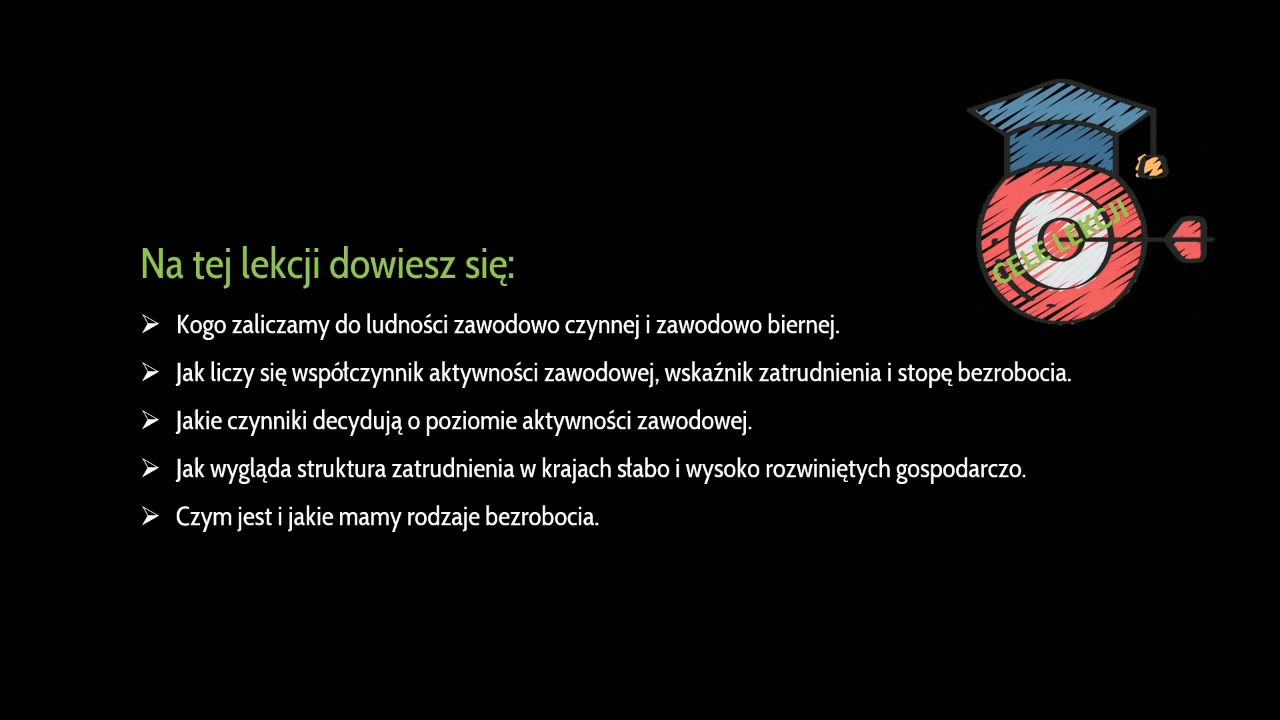 CELE LEKCJI
Na tej lekcji dowiesz się:
➢ Kogo zaliczamy do ludności zawodowo czynnej i zawodowo biernej.
➢ Jak liczy się współczynnik aktywności zawodowej, wskaźnik zatrudnienia i stopę bezrobocia.
➢ Jakie czynniki decydują o poziomie aktywności zawodowej.
➢ Jak wygląda struktura zatrudnienia w krajach słabo i wysoko rozwiniętych gospodarczo.
➢ Czym jest i jakie mamy rodzaje bezrobocia.